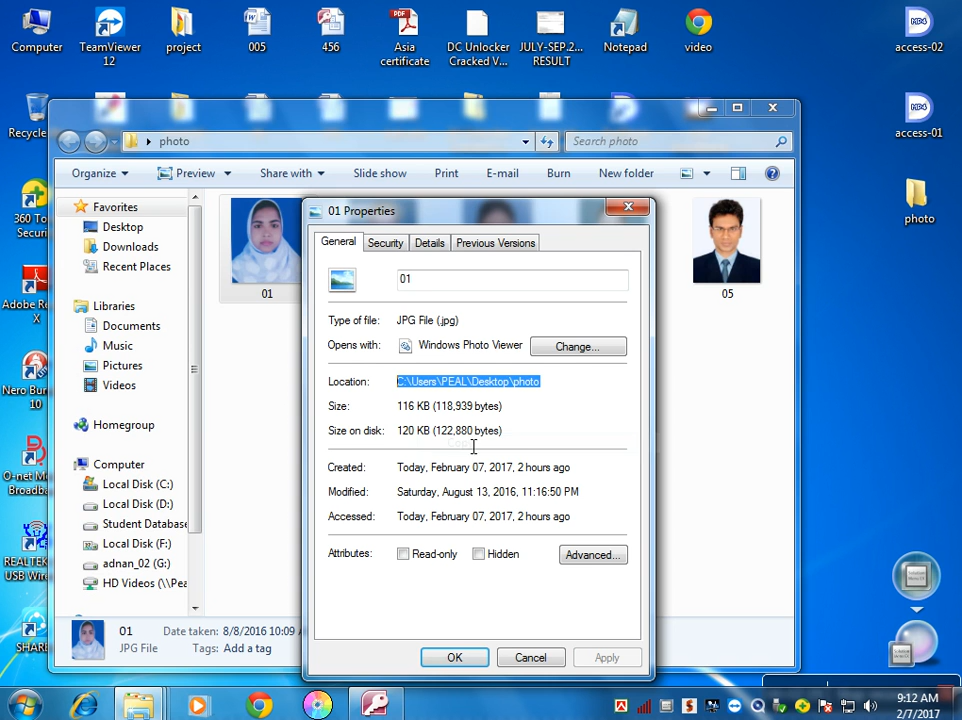 Computer
TeamViewer
12
project
005
456
PDF
Asia
certificate
DC Unlocker
Cracked V...
JULY-SEP.2...
RESULT
Notepad
video
MP4
access-02
MP4
access-01
photo
Recycle
360 To
Secur
Adobe Re
X
Nero Bur
10
O-net M
Broadba
REALTEK
USB Wire
SHARE
photo
Search photo
Organize
Preview
Share with
Slide show
Print
E-mail
Burn
New folder
Favorites
Desktop
Downloads
Recent Places
Libraries
Documents
Music
Pictures
Videos
Homegroup
Computer
Local Disk (C:)
Local Disk (D:)
Student Database
Local Disk (F:)
adnan_02 (G:)
HD Videos (\\Pea
01
05
01 Properties
General
Security
Details
Previous Versions
01
Type of file: JPG File (.jpg)
Opens with: Windows Photo Viewer
Change...
Location: C:\Users\PEAL\Desktop\photo
Size: 116 KB (118,939 bytes)
Size on disk: 120 KB (122,880 bytes)
Created: Today, February 07, 2017, 2 hours ago
Modified: Saturday, August 13, 2016, 11:16:50 PM
Accessed: Today, February 07, 2017, 2 hours ago
Attributes: Read-only Hidden
Advanced...
OK
Cancel
Apply
01 Date taken: 8/8/2016 10:09
JPG File Tags: Add a tag
9:12 AM
2/7/2017